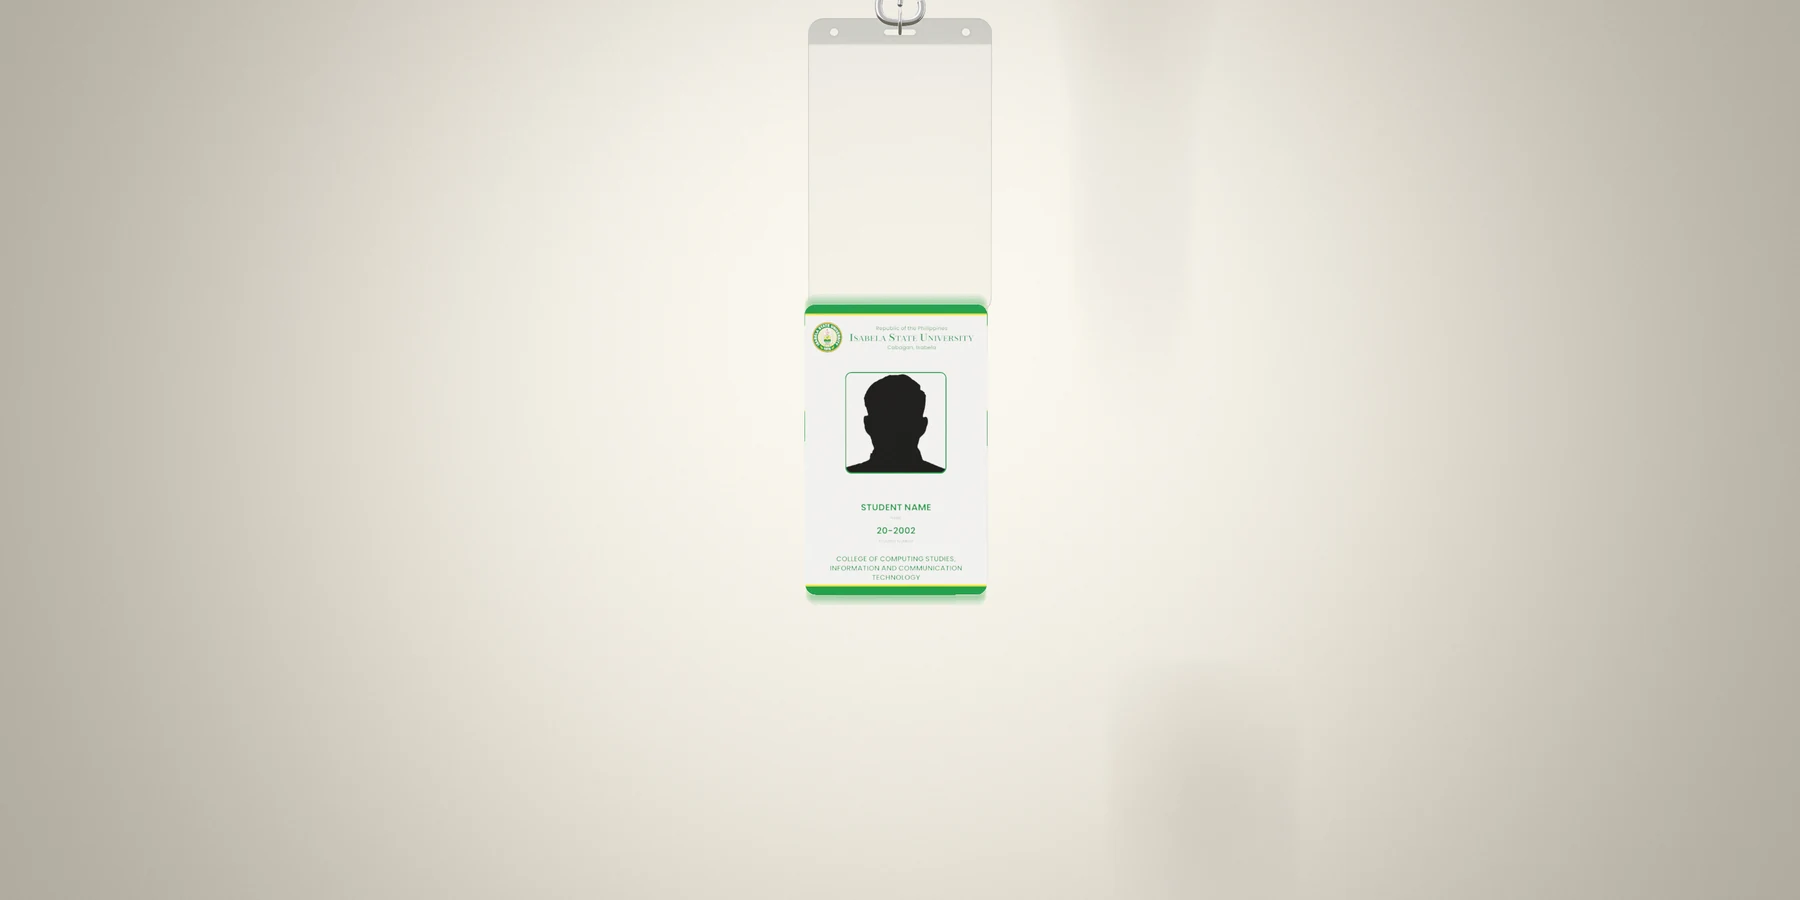 Republic of the Philippines
ISABELA STATE UNIVERSITY
Cabagan, Isabela
STUDENT NAME
20-2002
COLLEGE OF COMPUTING STUDIES,
INFORMATION AND COMMUNICATION
TECHNOLOGY